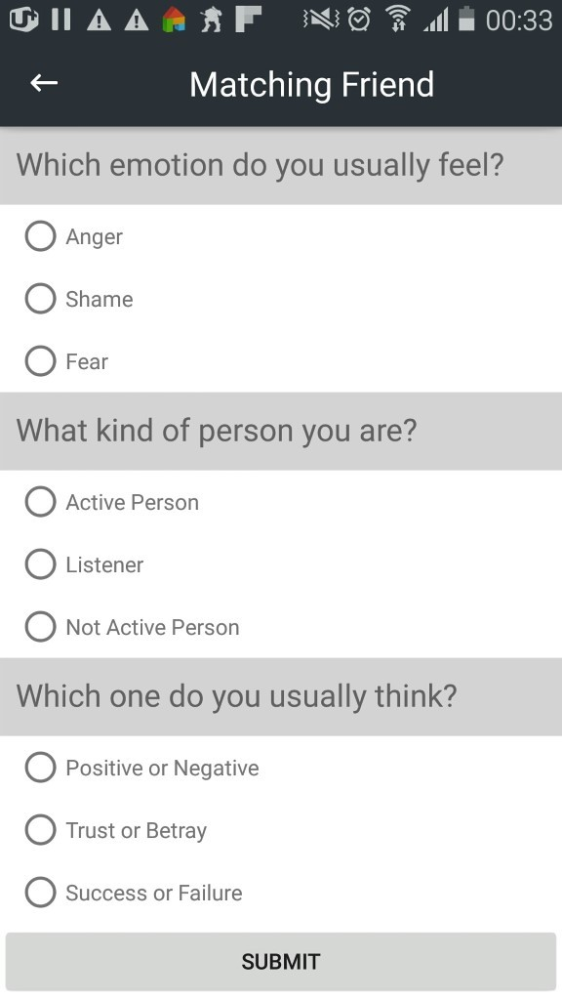 00:33
Matching Friend
Which emotion do you usually feel?
Anger
Shame
Fear
What kind of person you are?
Active Person
Listener
Not Active Person
Which one do you usually think?
Positive or Negative
Trust or Betray
Success or Failure
SUBMIT